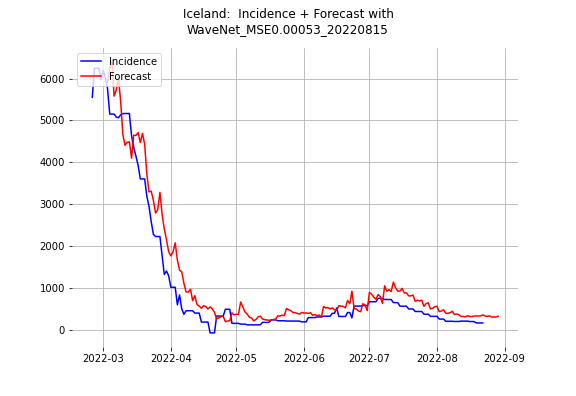 Iceland:  Incidence + Forecast with
WaveNet_MSE0.00053_20220815
Incidence
Forecast
6000
5000
4000
3000
2000
1000
0
2022-03 2022-04 2022-05 2022-06 2022-07 2022-08 2022-09